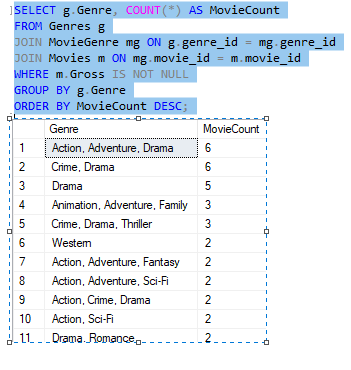 SELECT g.Genre, COUNT(*) AS MovieCount
FROM Genres g
JOIN MovieGenre mg ON g.genre_id = mg.genre_id
JOIN Movies m ON mg.movie_id = m.movie_id
WHERE m.Gross IS NOT NULL
GROUP BY g.Genre
ORDER BY MovieCount DESC;
Genre MovieCount
1 Action, Adventure, Drama 6
2 Crime, Drama 6
3 Drama 5
4 Animation, Adventure, Family 3
5 Crime, Drama, Thriller 3
6 Western 2
7 Action, Adventure, Fantasy 2
8 Action, Adventure, Sci-Fi 2
9 Action, Crime, Drama 2
10 Action, Sci-Fi 2
11 Drama, Romance 2